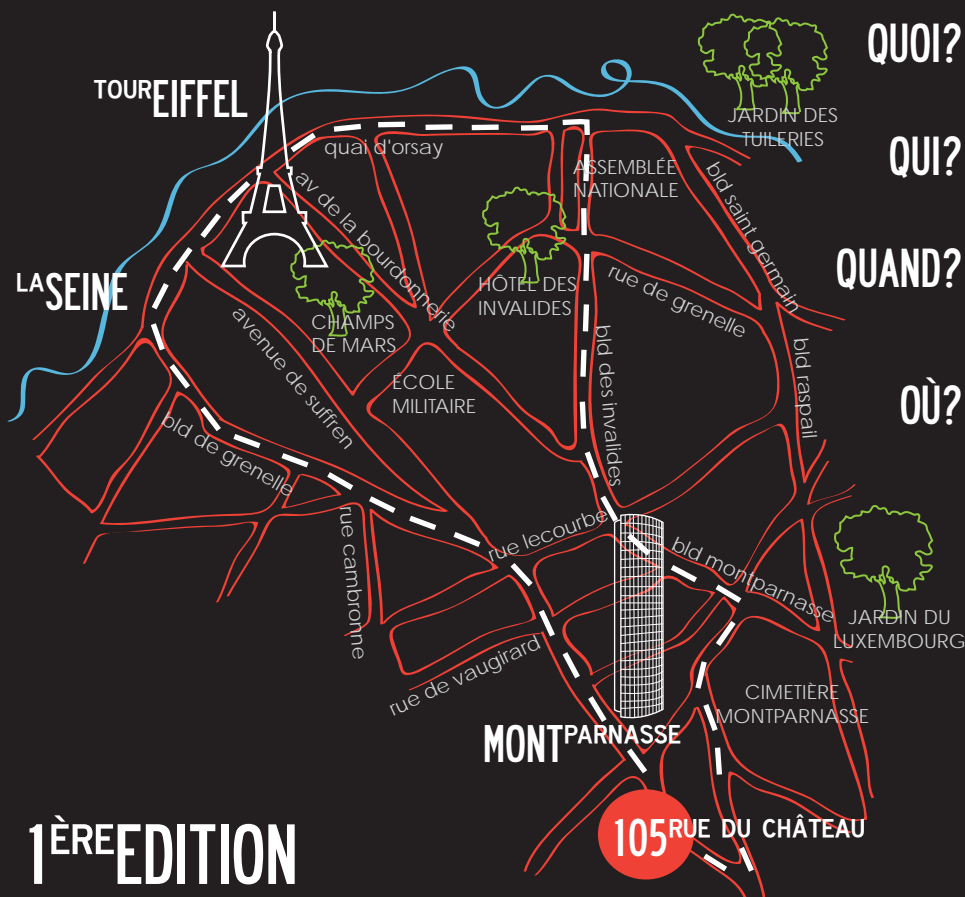 QUOI?
TOUR EIFFEL
JARDIN DES
TUILERIES
quai d'orsay
QUI?
ASSEMBLÉE
NATIONALE
bld saint germain
av de la bourdonnerie
LA SEINE
QUAND?
HÔTEL DES
INVALIDES
rue de grenelle
CHAMPS
DE MARS
avenue de suffren
bld des invalides
bld raspail
ÉCOLE
MILITAIRE
OÙ?
bld de grenelle
rue cambronne
rue lecourbe
bld montparnasse
JARDIN DU
LUXEMBOURG
rue de vaugirard
CIMETIÈRE
MONTPARNASSE
MONTPARNASSE
105 RUE DU CHÂTEAU
1ÈRE EDITION